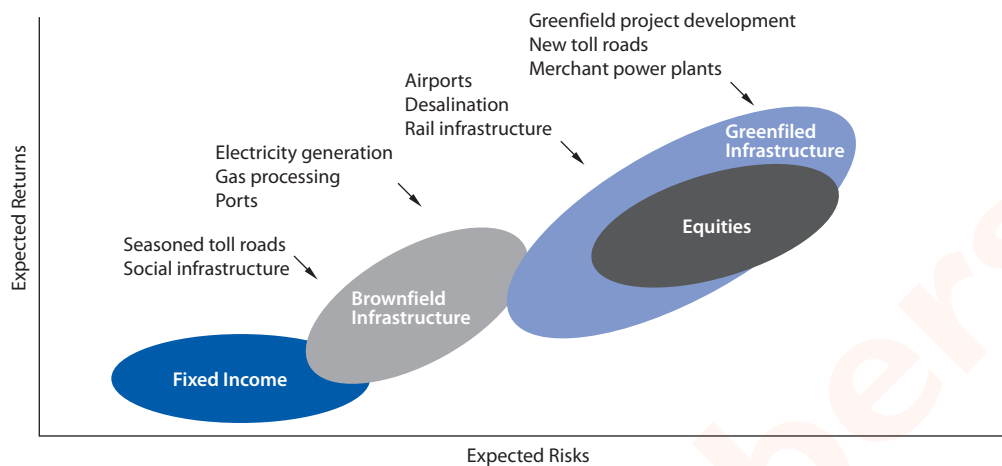 Greenfield project development
New toll roads
Merchant power plants
Airports
Desalination
Rail infrastructure
Greenfiled
Infrastructure
Electricity generation
Gas processing
Ports
Equities
Seasoned toll roads
Social infrastructure
Brownfield
Infrastructure
Fixed Income
Expected Returns
Expected Risks